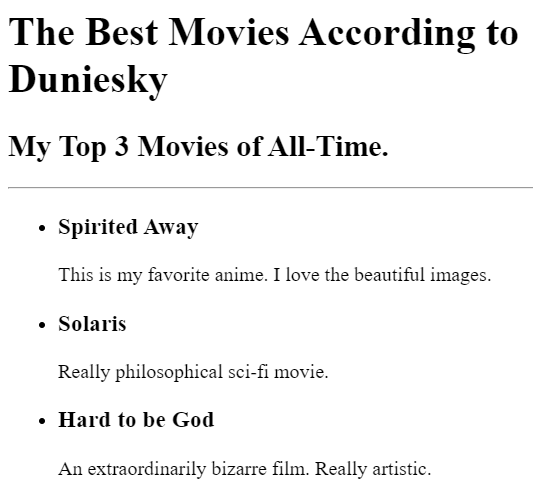 The Best Movies According to
Duniesky
My Top 3 Movies of All-Time.
Spirited Away
This is my favorite anime. I love the beautiful images.
Solaris
Really philosophical sci-fi movie.
Hard to be God
An extraordinarily bizarre film. Really artistic.